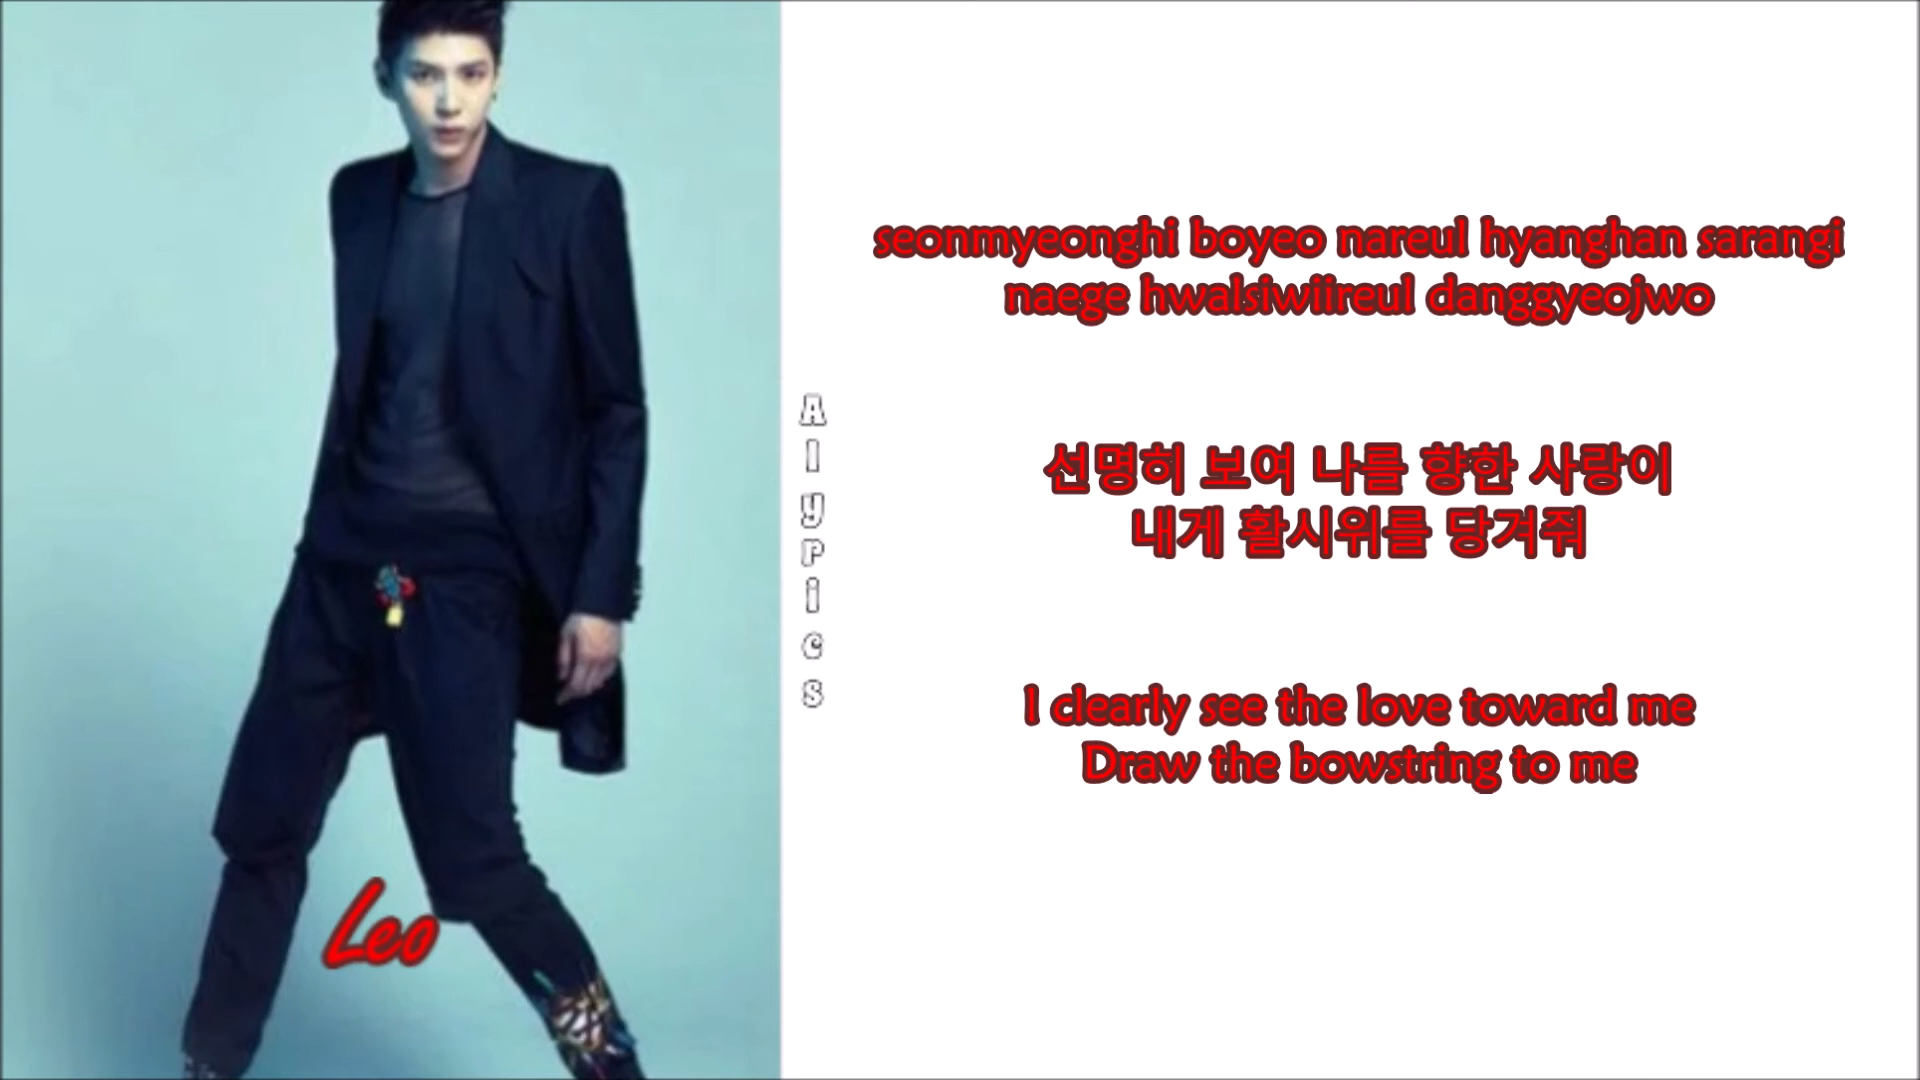 Leo
AlyPics
seonmyeonghi boyeo nareul hyanghan sarangi
naege hwalsiwiireul danggyeojwo
선명히 보여 나를 향한 사랑이
내게 활시위를 당겨줘
I clearly see the love toward me
Draw the bowstring to me